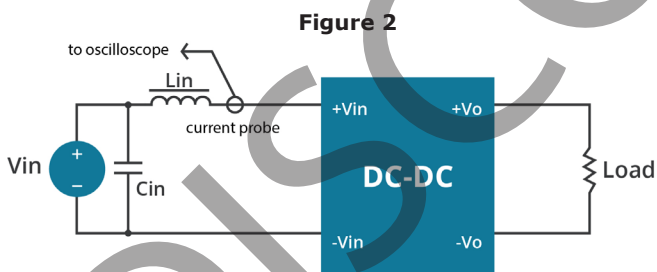 Figure 2
to oscilloscope
Lin
current probe
+Vin
+Vo
Vin
+
−
Cin
DC-DC
Load
-Vin
-Vo